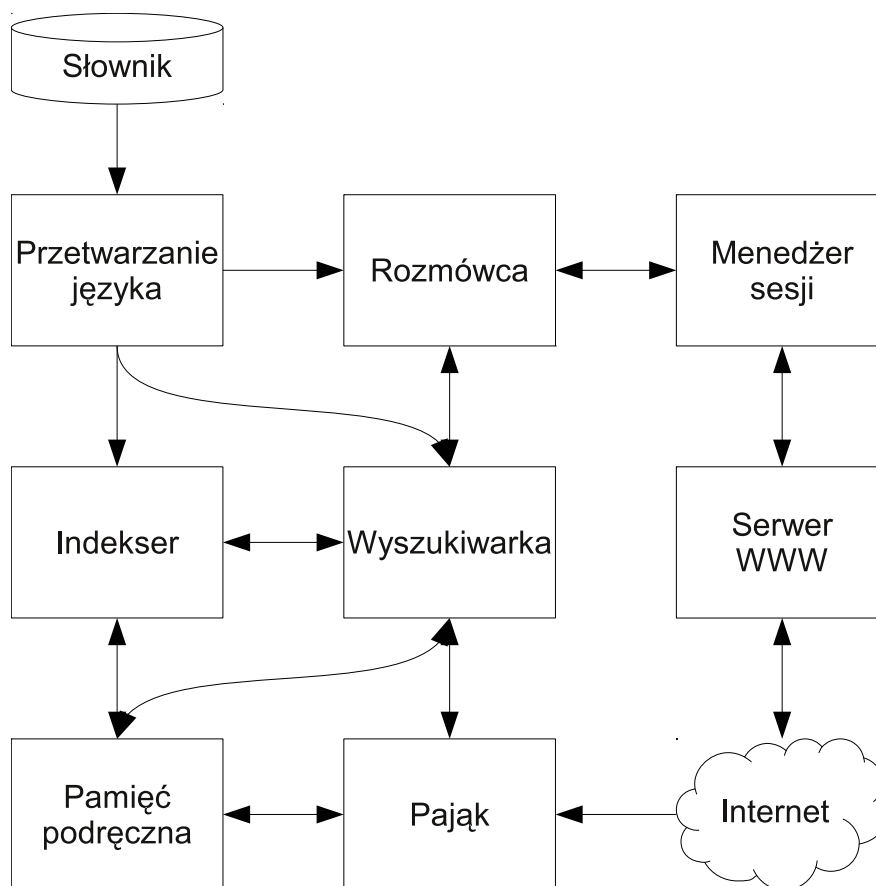 Słownik
Przetwarzanie
języka
Rozmówca
Menedżer
sesji
Indekser
Wyszukiwarka
Serwer
WWW
Pamięć
podręczna
Pająk
Internet